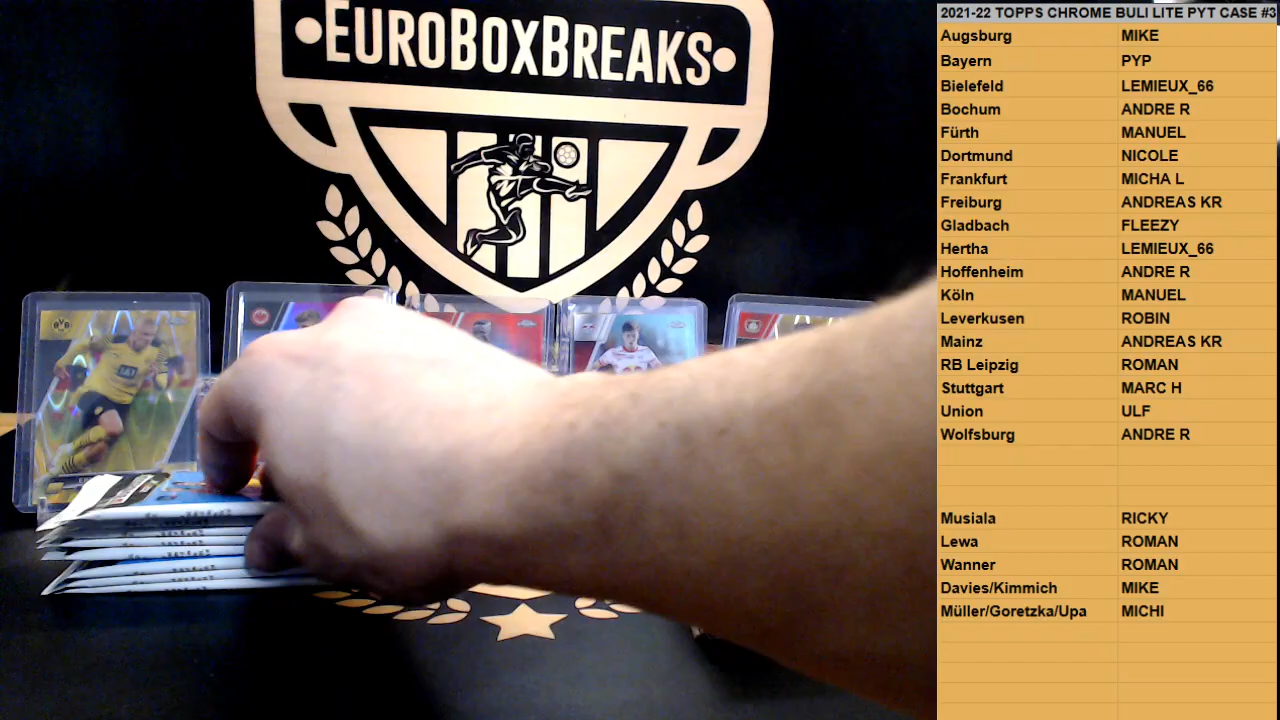 EUROBOXBREAKS
2021-22 TOPPS CHROME BULI LITE PYT CASE #3
Augsburg MIKE
Bayern PYP
Bielefeld LEMIEUX_66
Bochum ANDRE R
Fürth MANUEL
Dortmund NICOLE
Frankfurt MICHA L
Freiburg ANDREAS KR
Gladbach FLEEZY
Hertha LEMIEUX_66
Hoffenheim ANDRE R
Köln MANUEL
Leverkusen ROBIN
Mainz ANDREAS KR
RB Leipzig ROMAN
Stuttgart MARC H
Union ULF
Wolfsburg ANDRE R
Musiala RICKY
Lewa ROMAN
Wanner ROMAN
Davies/Kimmich MIKE
Müller/Goretzka/Upa MICHI